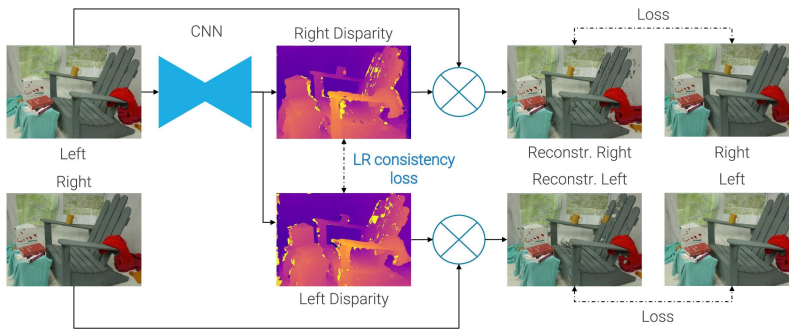 CNN
Right Disparity
Loss
Left
LR consistency
loss
Reconstr. Right
Right
Right
Reconstr. Left
Left
Left Disparity
Loss